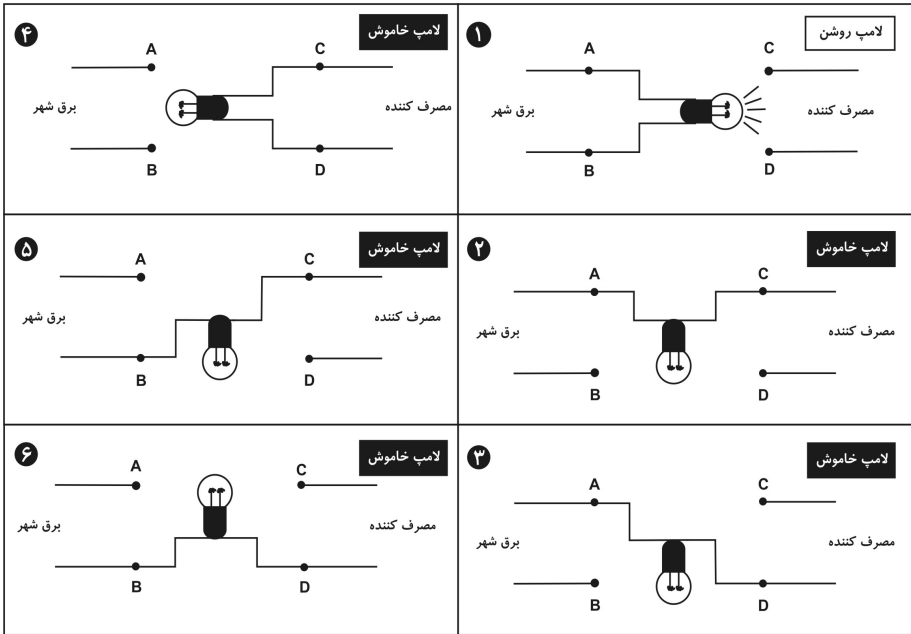 ۱
لامپ روشن
A
C
برق شهر
مصرف کننده
B
D
۲
لامپ خاموش
A
C
برق شهر
مصرف کننده
B
D
۳
لامپ خاموش
A
C
برق شهر
مصرف کننده
B
D
۴
لامپ خاموش
A
C
برق شهر
مصرف کننده
B
D
۵
لامپ خاموش
A
C
برق شهر
مصرف کننده
B
D
۶
لامپ خاموش
A
C
برق شهر
مصرف کننده
B
D